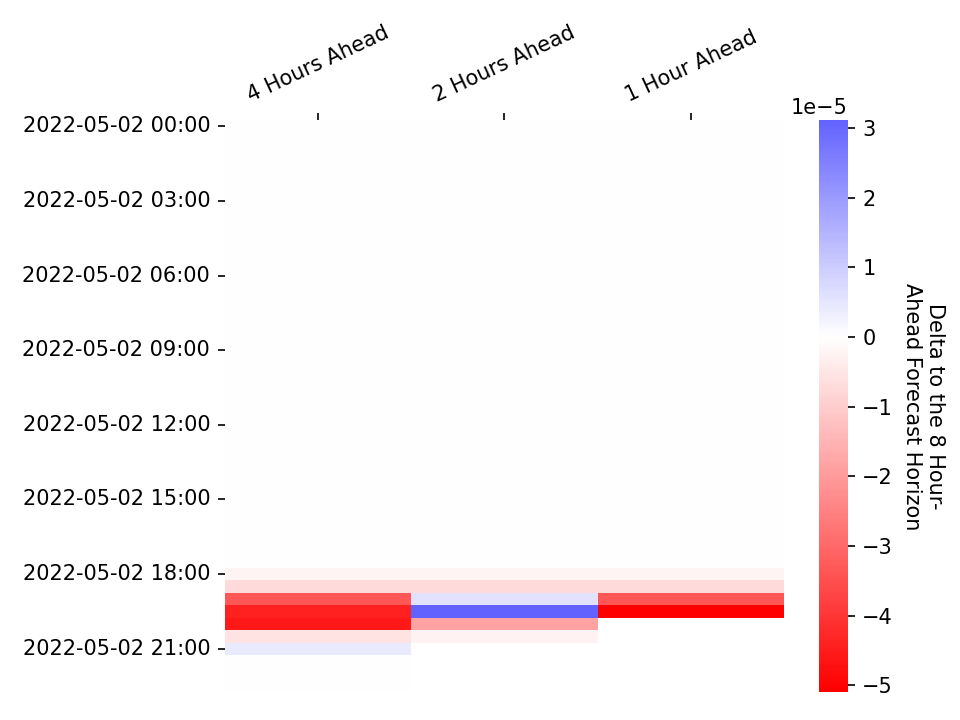 4 Hours Ahead
2 Hours Ahead
1 Hour Ahead
1e−5
2022-05-02 00:00
2022-05-02 03:00
2022-05-02 06:00
2022-05-02 09:00
2022-05-02 12:00
2022-05-02 15:00
2022-05-02 18:00
2022-05-02 21:00
3
2
1
0
−1
−2
−3
−4
−5
Delta to the 8 Hour-
Ahead Forecast Horizon